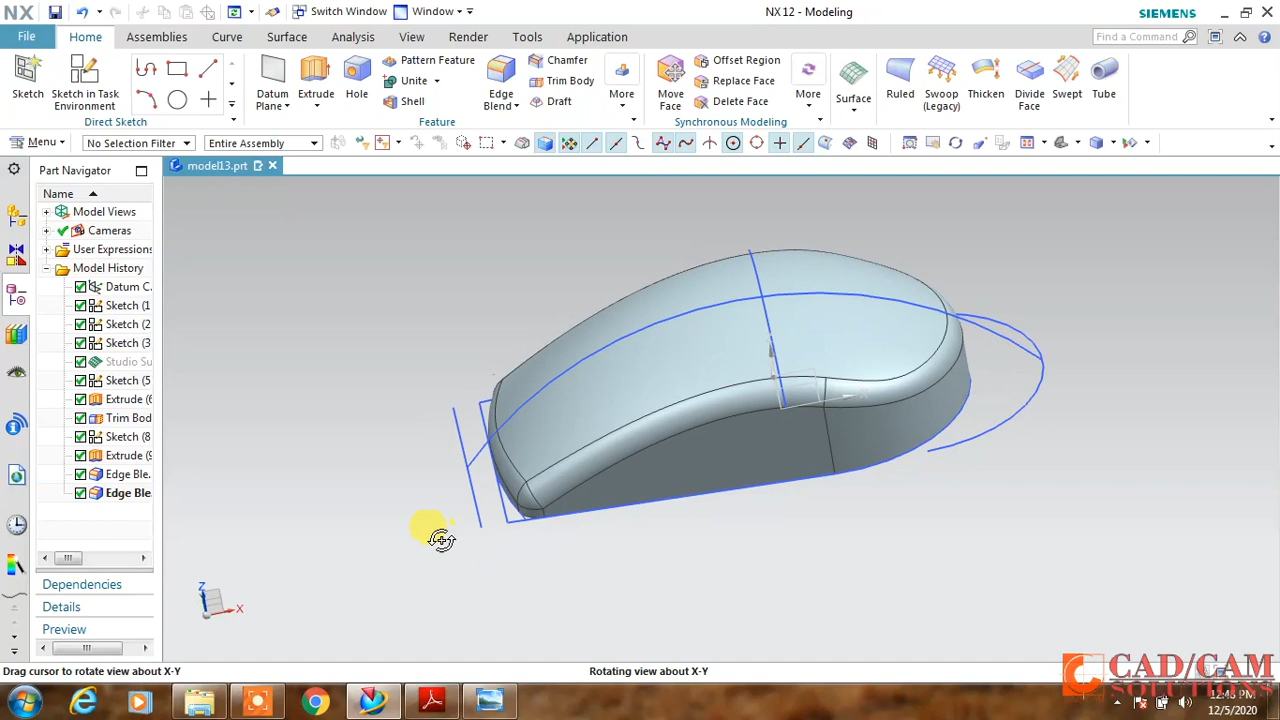 NX
Switch Window
Window
NX 12 - Modeling
SIEMENS
File
Home
Assemblies
Curve
Surface
Analysis
View
Render
Tools
Application
Find a Command
Sketch
Sketch in Task
Environment
Direct Sketch
Datum
Plane
Extrude
Hole
Pattern Feature
Unite
Shell
Edge
Blend
Chamfer
Trim Body
Draft
More
Feature
Move
Face
Offset Region
Replace Face
Delete Face
More
Synchronous Modeling
Surface
Ruled
Swoop
(Legacy)
Thicken
Divide
Face
Swept
Tube
Menu
No Selection Filter
Entire Assembly
Part Navigator
model13.prt
Name
Model Views
Cameras
User Expressions
Model History
Datum C.
Sketch (1
Sketch (2
Sketch (3
Studio Su
Sketch (5
Extrude (6
Trim Bod
Sketch (8
Extrude (9
Edge Ble.
Edge Ble.
Dependencies
Details
Preview
Z
X
X
Drag cursor to rotate view about X-Y
Rotating view about X-Y
CAD/CAM
SOLUTIONS
12:48 PM
12/5/2020